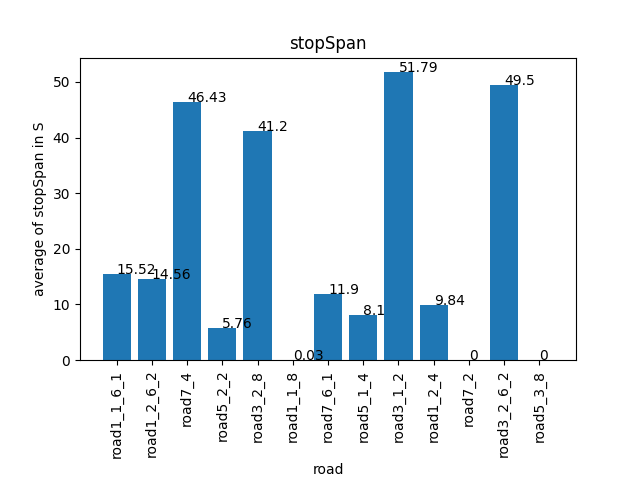 stopSpan
average of stopSpan in S
50
40
30
20
10
0
15.52
14.56
46.43
5.76
41.2
0.03
11.9
8.1
51.79
9.84
0
49.5
0
road1_1_6_1
road1_2_6_2
road7_4
road5_2_2
road3_2_8
road1_1_8
road7_6_1
road5_1_4
road3_1_2
road1_2_4
road7_2
road3_2_6_2
road5_3_8
road